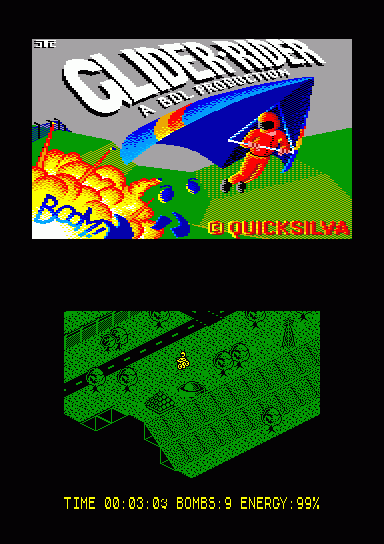 GLIDER RIDER
A BDL PRODUCTION
BOOM!
© QUICKSILVA
TIME 00:03:03 BOMBS:9 ENERGY:99%